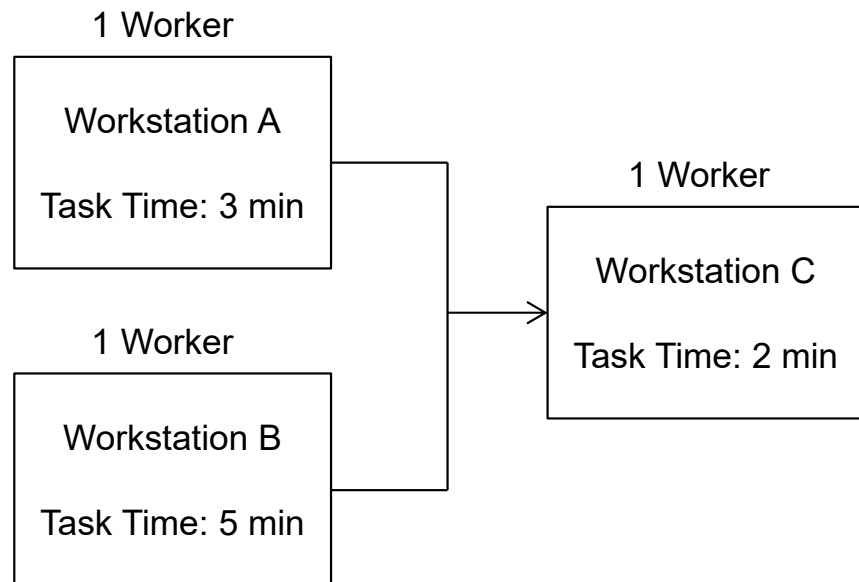 1 Worker
Workstation A
Task Time: 3 min
1 Worker
Workstation B
Task Time: 5 min
1 Worker
Workstation C
Task Time: 2 min